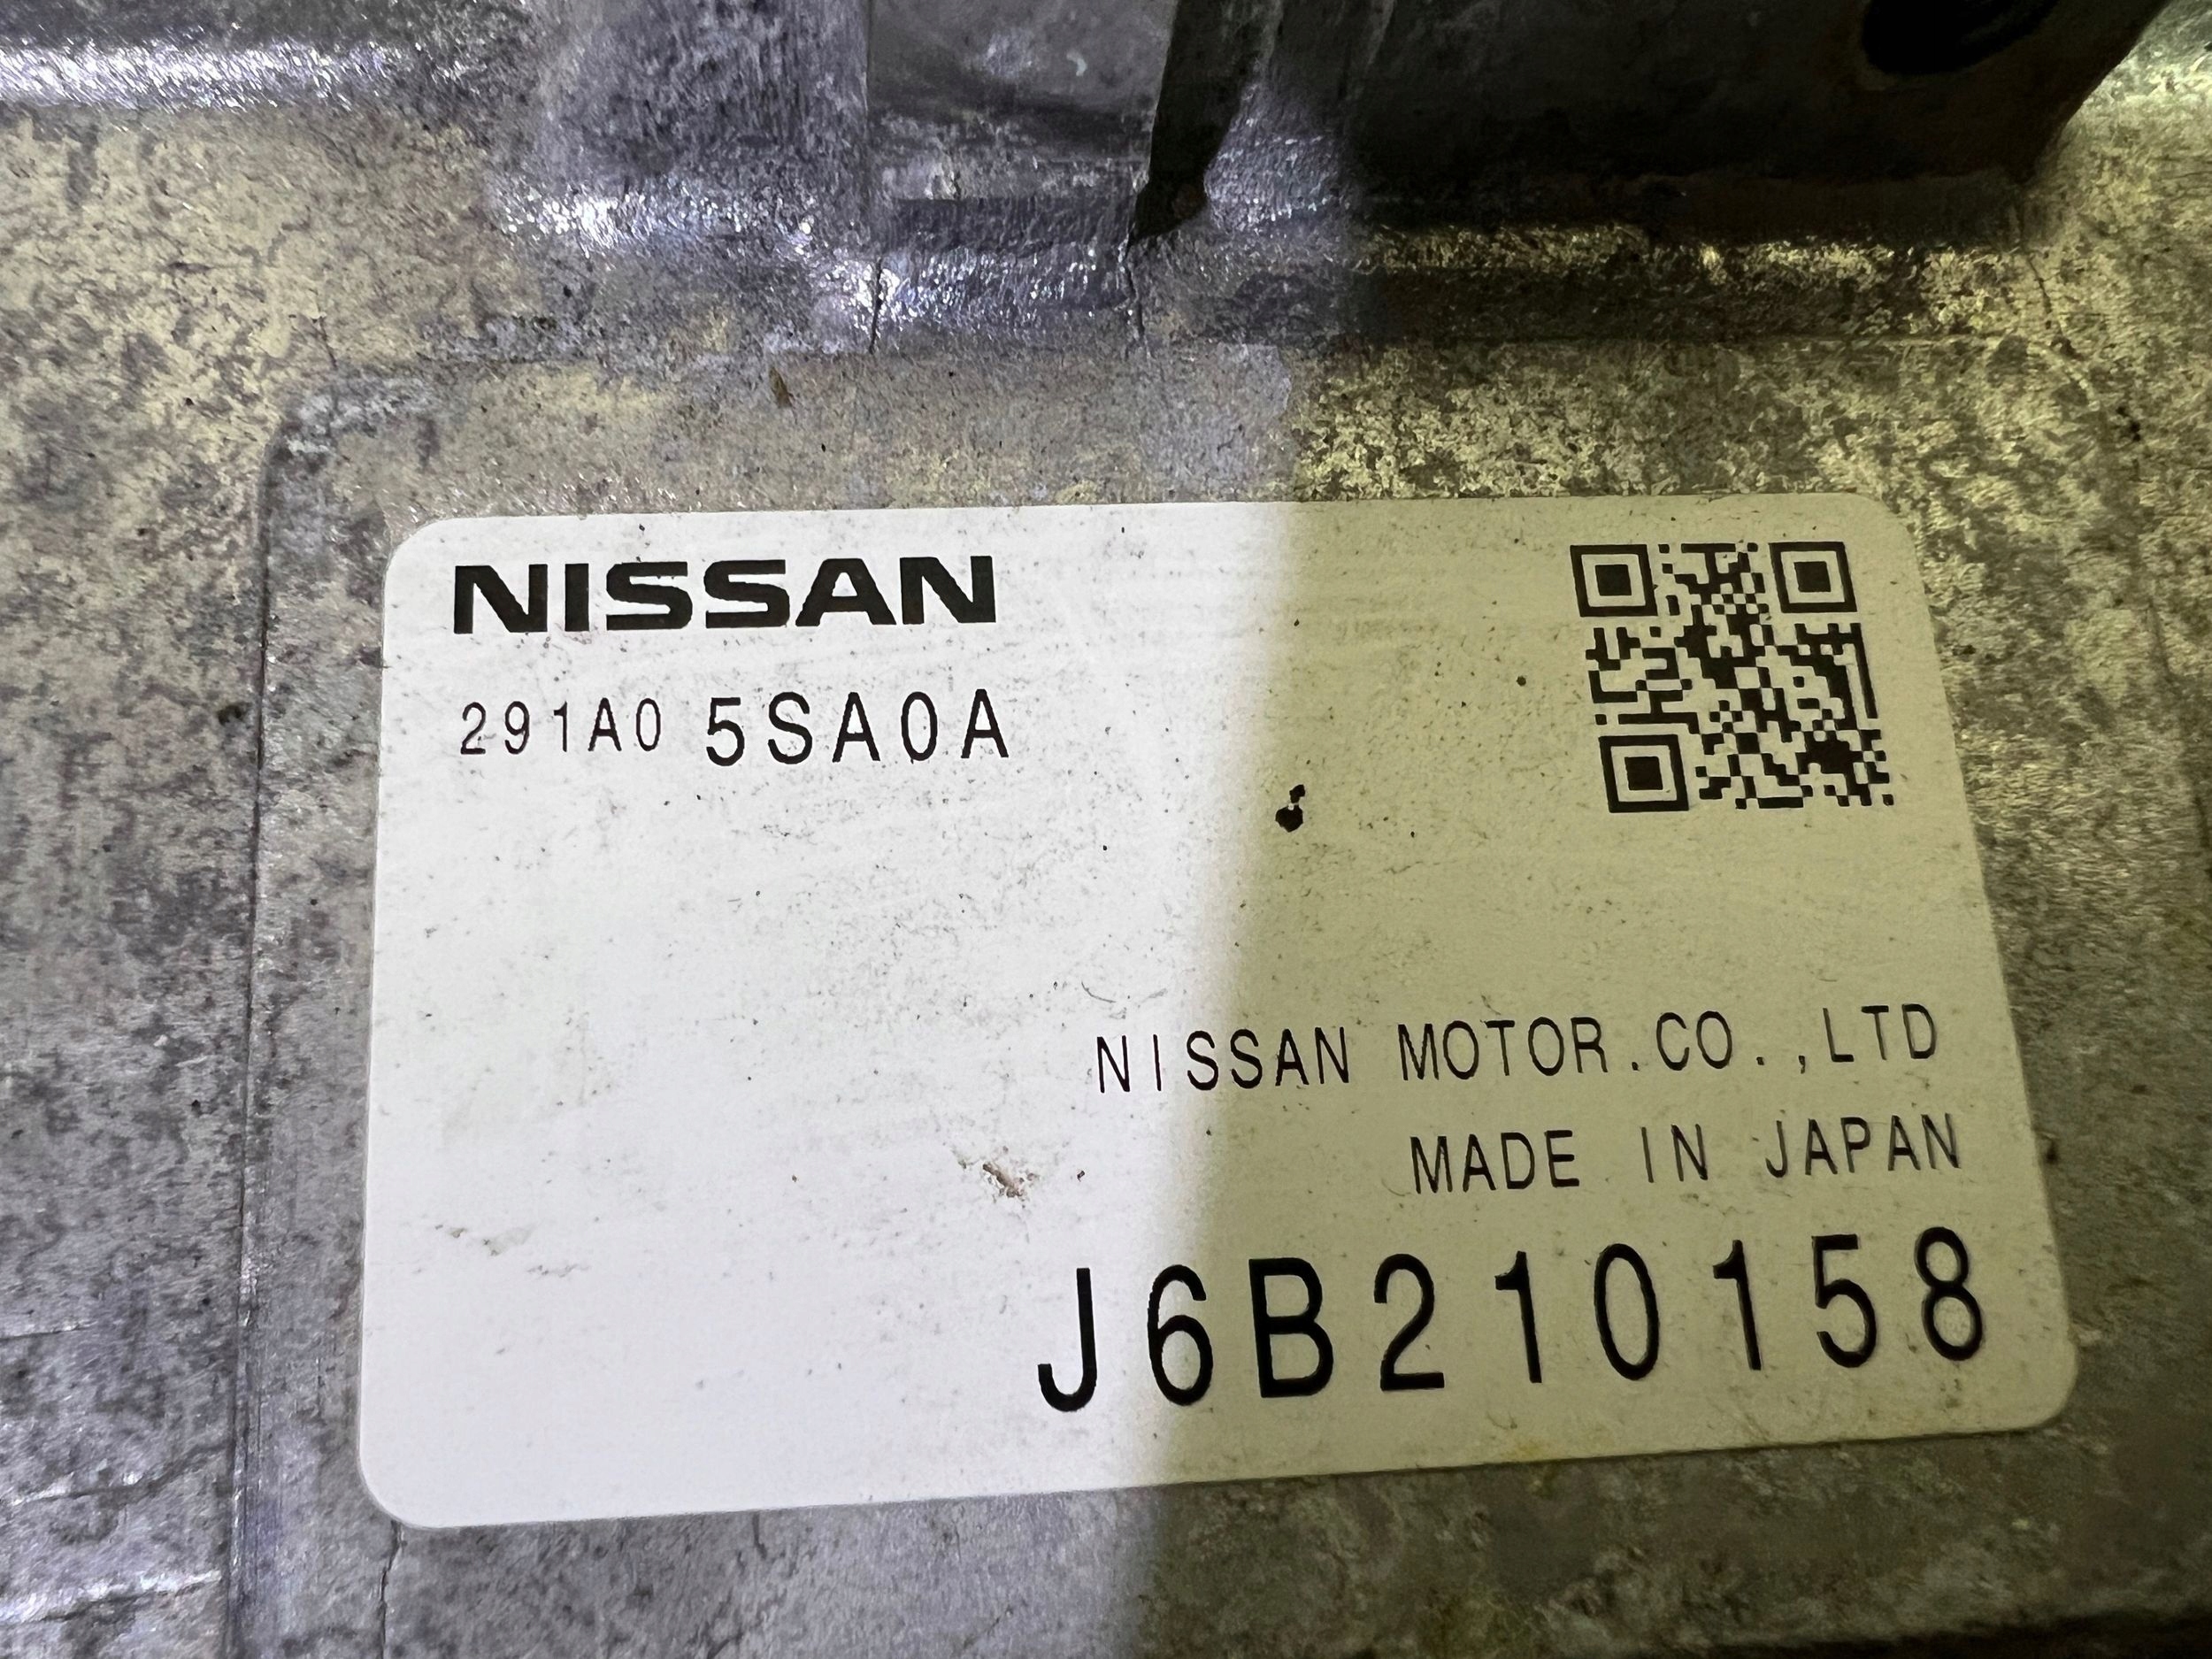 NISSAN
291A0 5SA0A
NISSAN MOTOR.CO.,LTD
MADE IN JAPAN
J6B210158